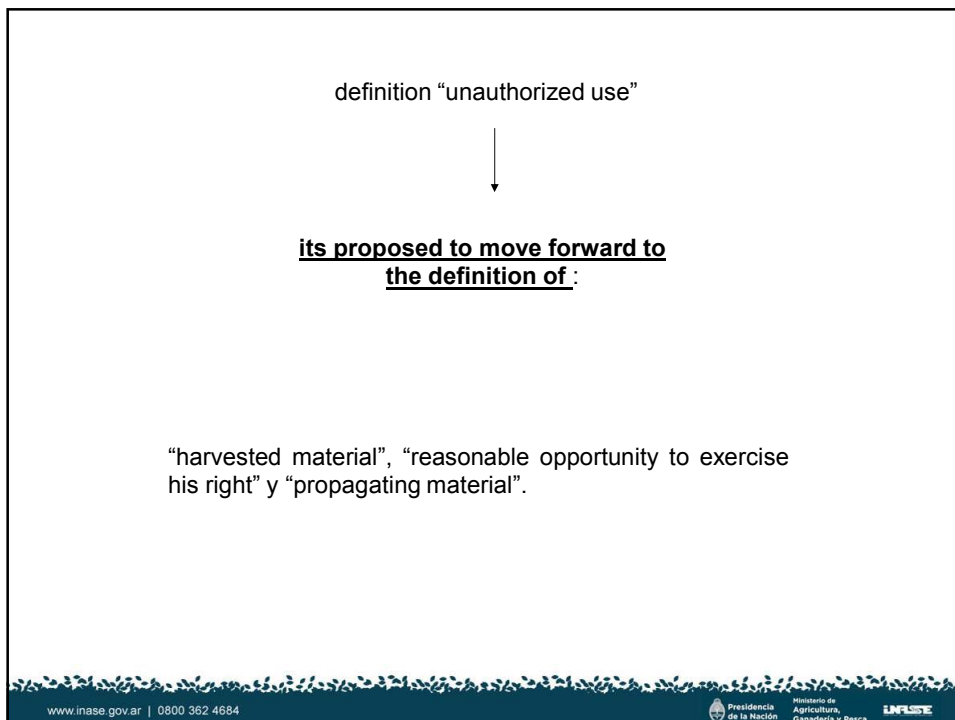 definition “unauthorized use”
its proposed to move forward to
the definition of :
“harvested material”, “reasonable opportunity to exercise
his right” y “propagating material”.
www.inase.gov.ar | 0800 362 4684
Presidencia
de la Nación
Ministerio de
Agricultura,
Ganadería y Pesca
INASE